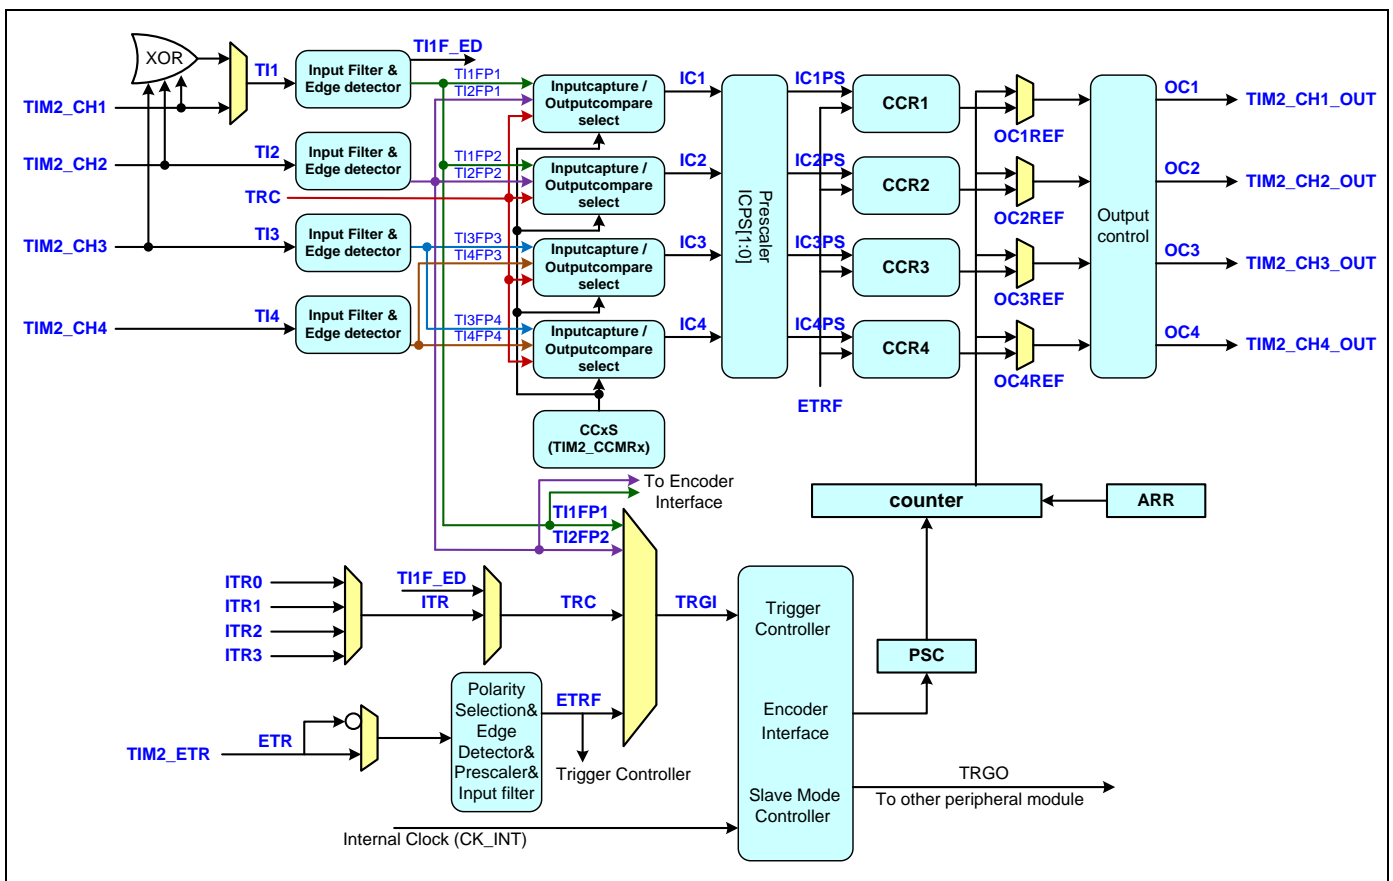 XOR
TI1
Input Filter &
Edge detector
TI1F_ED
TI1FP1
TI2FP1
Inputcapture /
Outputcompare
select
IC1
IC1PS
CCR1
OC1REF
OC1
TIM2_CH1_OUT
TIM2_CH1
TIM2_CH2
TI2
Input Filter &
Edge detector
TI1FP2
TI2FP2
Inputcapture /
Outputcompare
select
IC2
IC2PS
CCR2
OC2REF
OC2
TIM2_CH2_OUT
TRC
Prescaler
ICPS[1:0]
Output
control
TIM2_CH3
TI3
Input Filter &
Edge detector
TI3FP3
TI4FP3
Inputcapture /
Outputcompare
select
IC3
IC3PS
CCR3
OC3REF
OC3
TIM2_CH3_OUT
TIM2_CH4
TI4
Input Filter &
Edge detector
TI3FP4
TI4FP4
Inputcapture /
Outputcompare
select
IC4
IC4PS
CCR4
OC4REF
OC4
TIM2_CH4_OUT
ETRF
CCxS
(TIM2_CCMRx)
To Encoder
Interface
TI1FP1
TI2FP2
counter
ARR
ITR0
ITR1
ITR2
ITR3
TI1F_ED
ITR
TRC
TRGI
Trigger
Controller
PSC
Encoder
Interface
Slave Mode
Controller
TIM2_ETR
ETR
Polarity
Selection&
Edge
Detector&
Prescaler&
Input filter
ETRF
Trigger Controller
TRGO
To other peripheral module
Internal Clock (CK_INT)